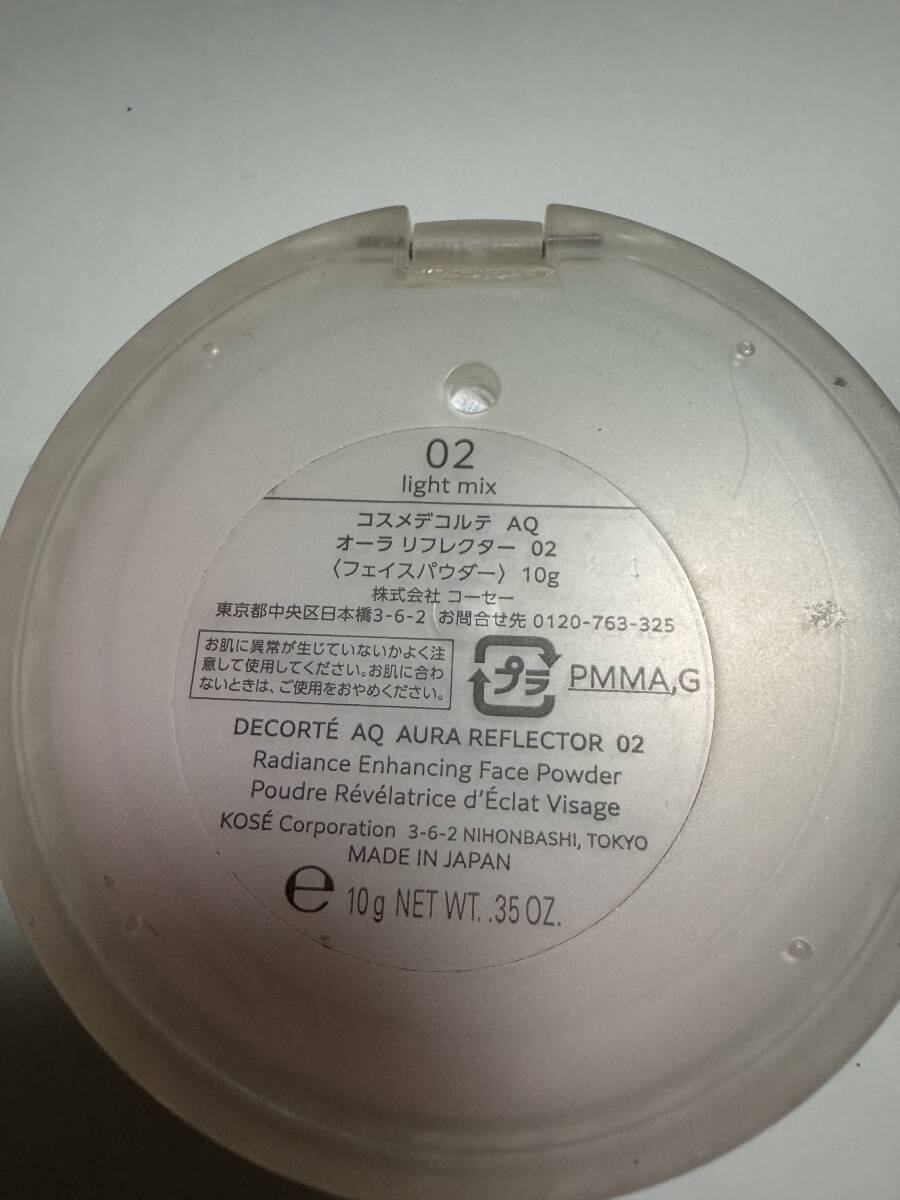 02
light mix
コスメデコルテ AQ
オーラ リフレクター 02
〈フェイスパウダー〉 10g
株式会社 コーセー
東京都中央区日本橋3-6-2 お問合せ先 0120-763-325
お肌に異常が生じていないかよく注
意して使用してください。お肌に合わ
ないときは、ご使用をおやめください。
プラ PMMA,G
DECORTÉ AQ AURA REFLECTOR 02
Radiance Enhancing Face Powder
Poudre Révélatrice d'Éclat Visage
KOSÉ Corporation 3-6-2 NIHONBASHI, TOKYO
MADE IN JAPAN
℮ 10g NET WT. .35 OZ.